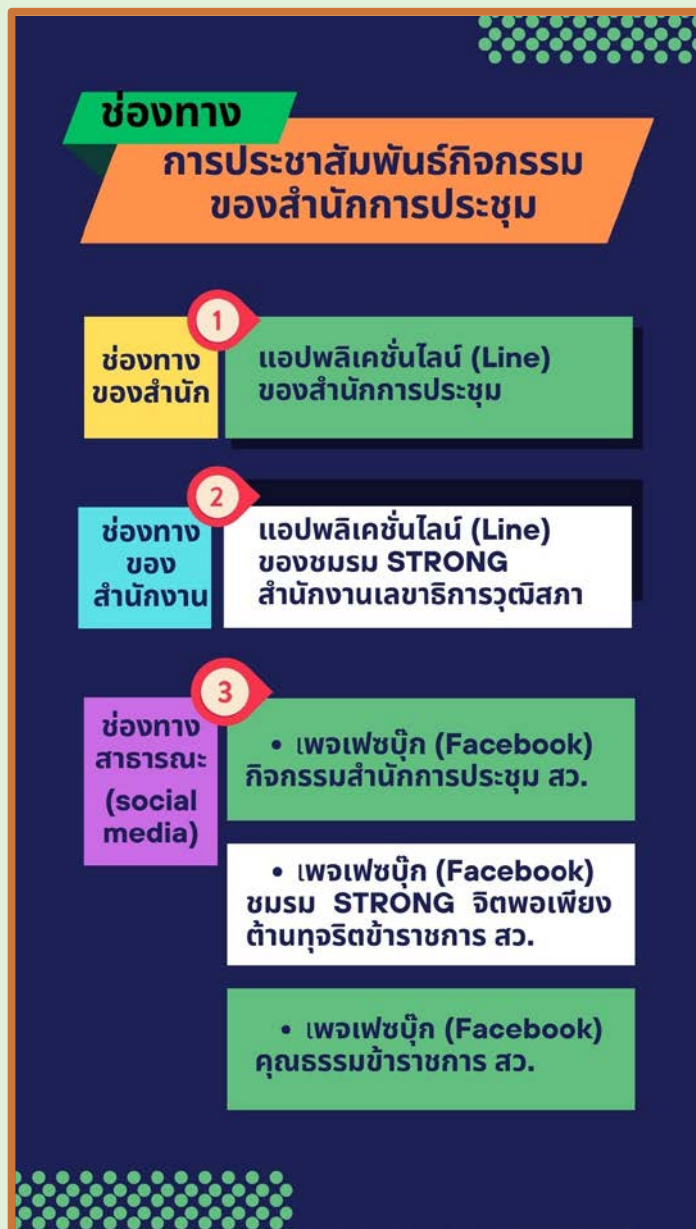 ช่องทาง
การประชาสัมพันธ์กิจกรรม
ของสำนักการประชุม
1
ช่องทาง
ของสำนัก
แอปพลิเคชั่นไลน์ (Line)
ของสำนักการประชุม
2
ช่องทาง
ของ
สำนักงาน
แอปพลิเคชั่นไลน์ (Line)
ของชมรม STRONG
สำนักงานเลขาธิการวุฒิสภา
3
ช่องทาง
สาธารณะ
(social
media)
• เพจเฟซบุ๊ก (Facebook)
กิจกรรมสำนักการประชุม สว.
• เพจเฟซบุ๊ก (Facebook)
ชมรม STRONG จิตพอเพียง
ต้านทุจริตข้าราชการ สว.
• เพจเฟซบุ๊ก (Facebook)
คุณธรรมข้าราชการ สว.